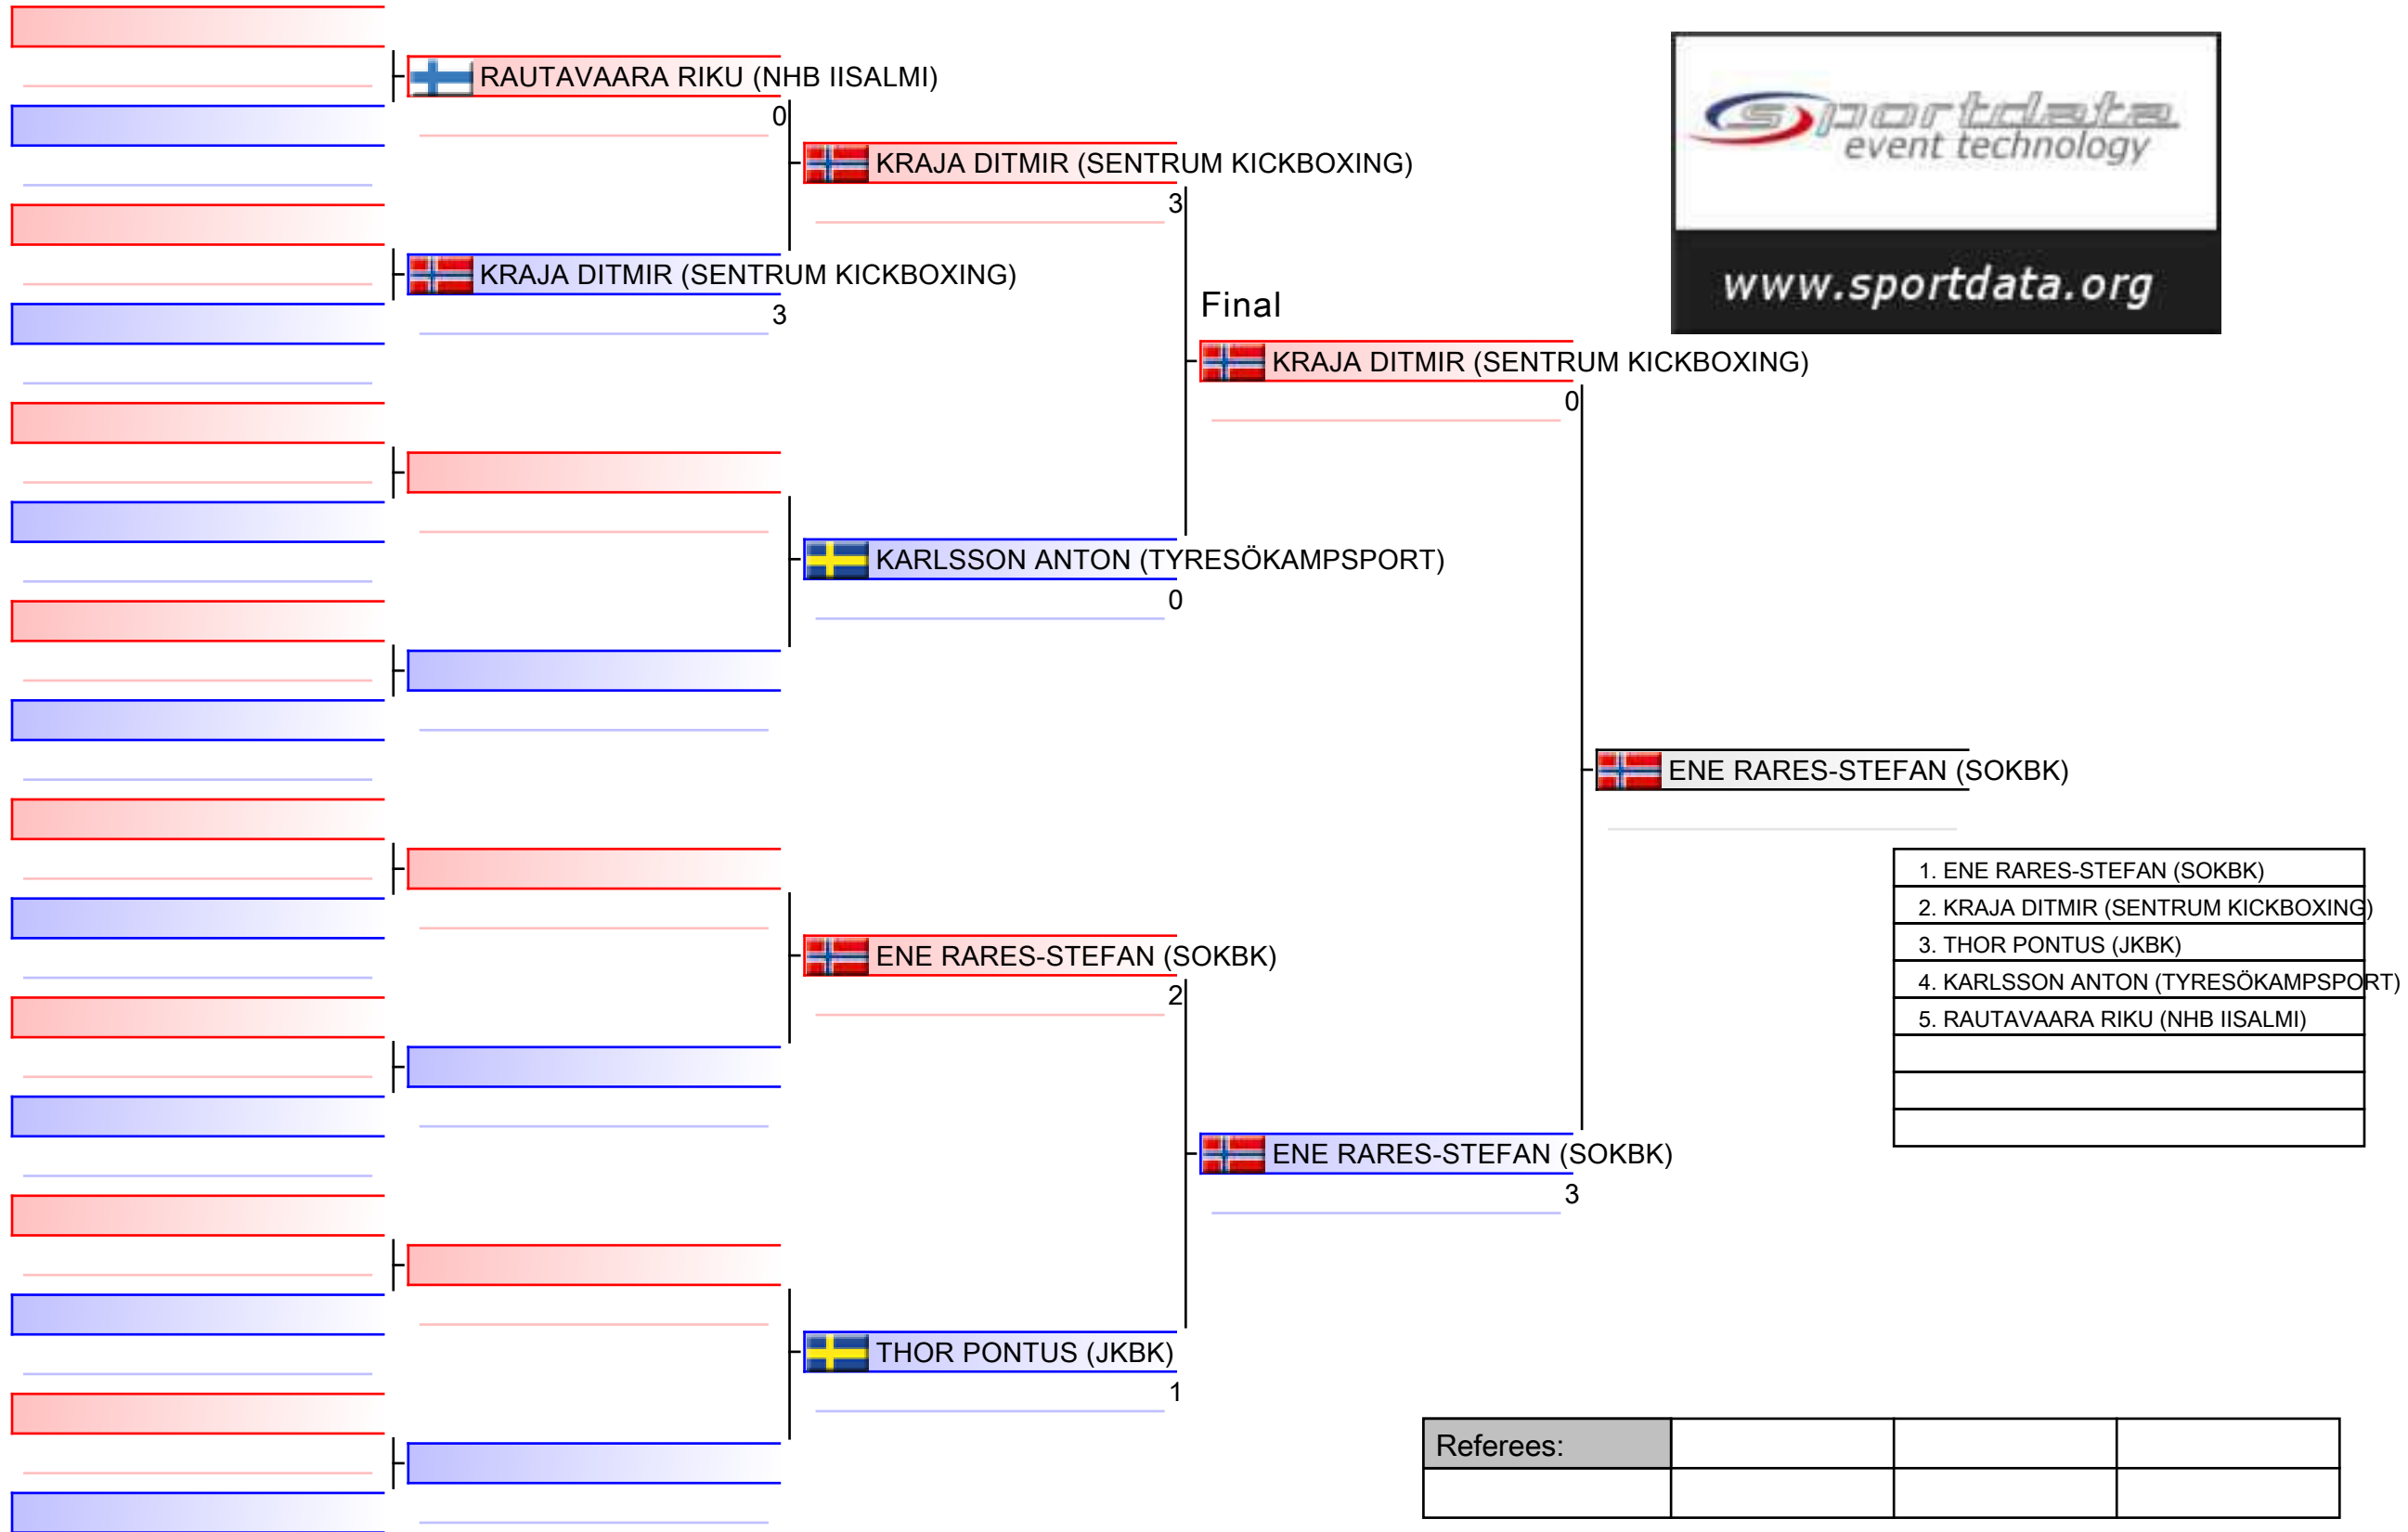 RAUTAVAARA RIKU (NHB IISALMI)
0
KRAJA DITMIR (SENTRUM KICKBOXING)
3
KRAJA DITMIR (SENTRUM KICKBOXING)
3
KARLSSON ANTON (TYRESÖKAMPSPORT)
0
ENE RARES-STEFAN (SOKBK)
2
THOR PONTUS (JKBK)
1
Final
KRAJA DITMIR (SENTRUM KICKBOXING)
0
ENE RARES-STEFAN (SOKBK)
3
ENE RARES-STEFAN (SOKBK)
sportdata
event technology
www.sportdata.org
1. ENE RARES-STEFAN (SOKBK)
2. KRAJA DITMIR (SENTRUM KICKBOXING)
3. THOR PONTUS (JKBK)
4. KARLSSON ANTON (TYRESÖKAMPSPORT)
5. RAUTAVAARA RIKU (NHB IISALMI)
Referees: